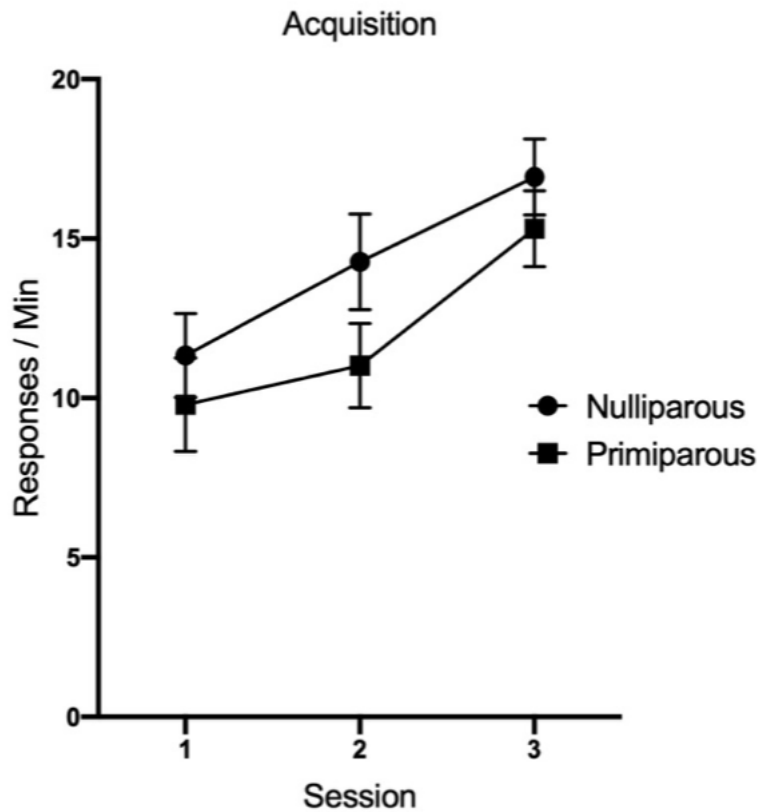 Acquisition
20
15
10
5
0
Responses / Min
1 2 3
Session
Nulliparous
Primiparous